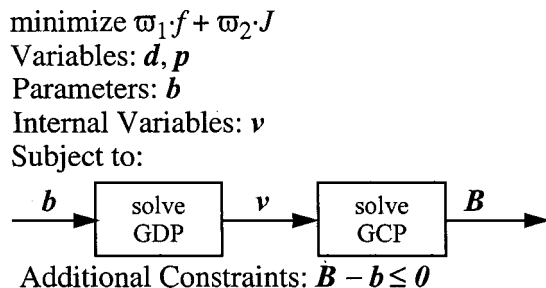 minimize ϖ₁·f + ϖ₂·J
Variables: d, p
Parameters: b
Internal Variables: v
Subject to:
b
solve
GDP
v
solve
GCP
B
Additional Constraints: B – b ≤ 0